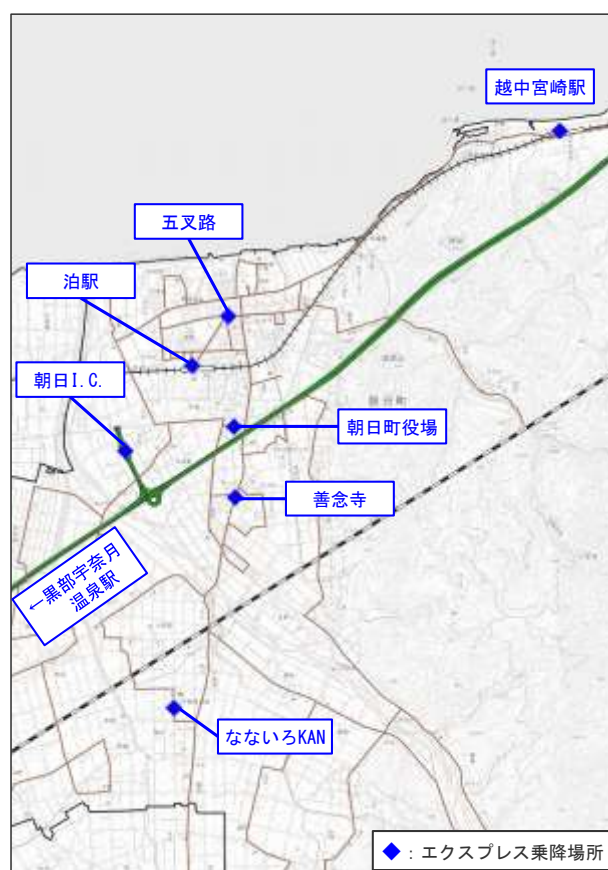 越中宮崎駅
五叉路
泊駅
朝日I.C.
朝日町役場
善念寺
←黒部宇奈月
温泉駅
なないろKAN
◆：エクスプレス乗降場所